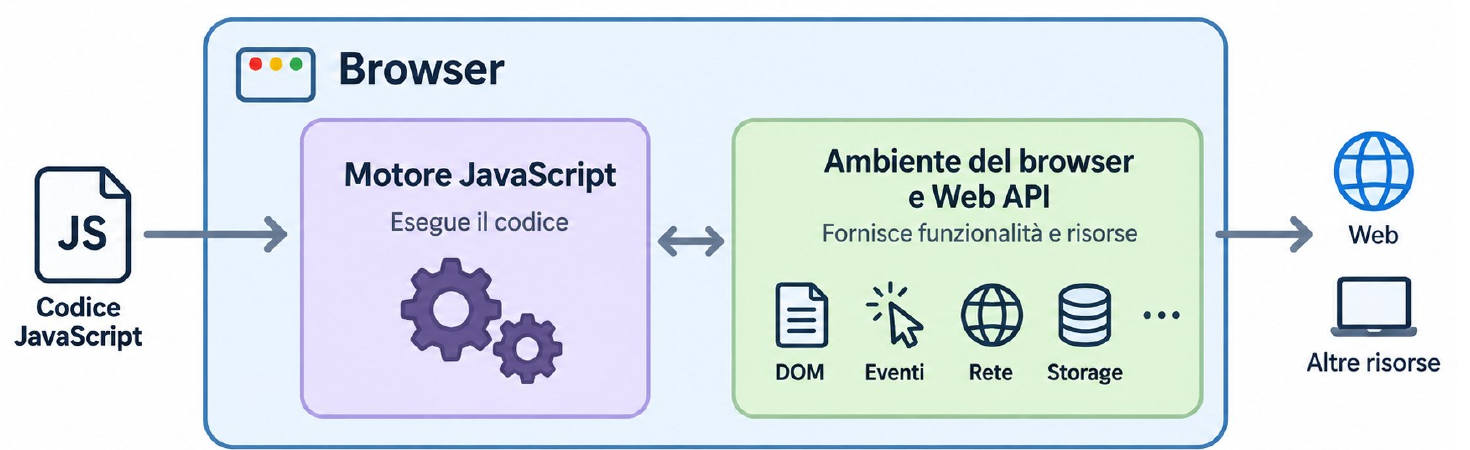 Browser
JS
Codice
JavaScript
Motore JavaScript
Esegue il codice
Ambiente del browser
e Web API
Fornisce funzionalità e risorse
DOM
Eventi
Rete
Storage
...
Web
Altre risorse